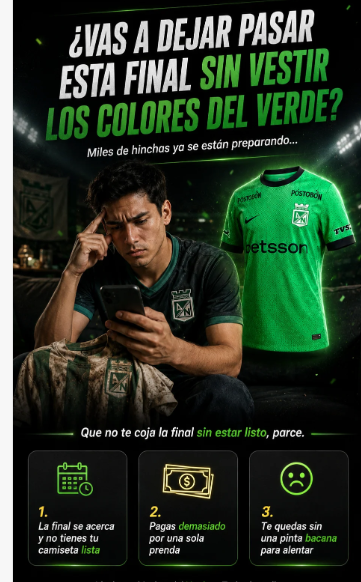 ¿VAS A DEJAR PASAR
ESTA FINAL SIN VESTIR
LOS COLORES DEL VERDE?
Miles de hinchas ya se están preparando...
POSTOBÓN
POSTOBÓN
TVS
betsson
Que no te coja la final sin estar listo, parce.
1.
La final se acerca
y no tienes tu
camiseta lista
2.
Pagas demasiado
por una sola
prenda
3.
Te quedas sin
una pinta bacana
para alentar